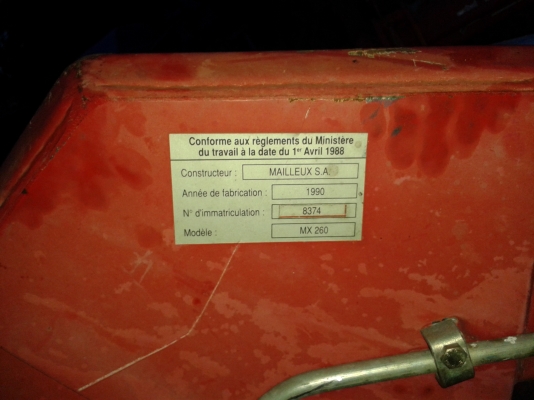 Conforme aux règlements du Ministère
du travail à la date du 1er Avril 1988
Constructeur : MAILLEUX S.A.
Année de fabrication : 1990
N° d'immatriculation : 8374
Modèle : MX 260